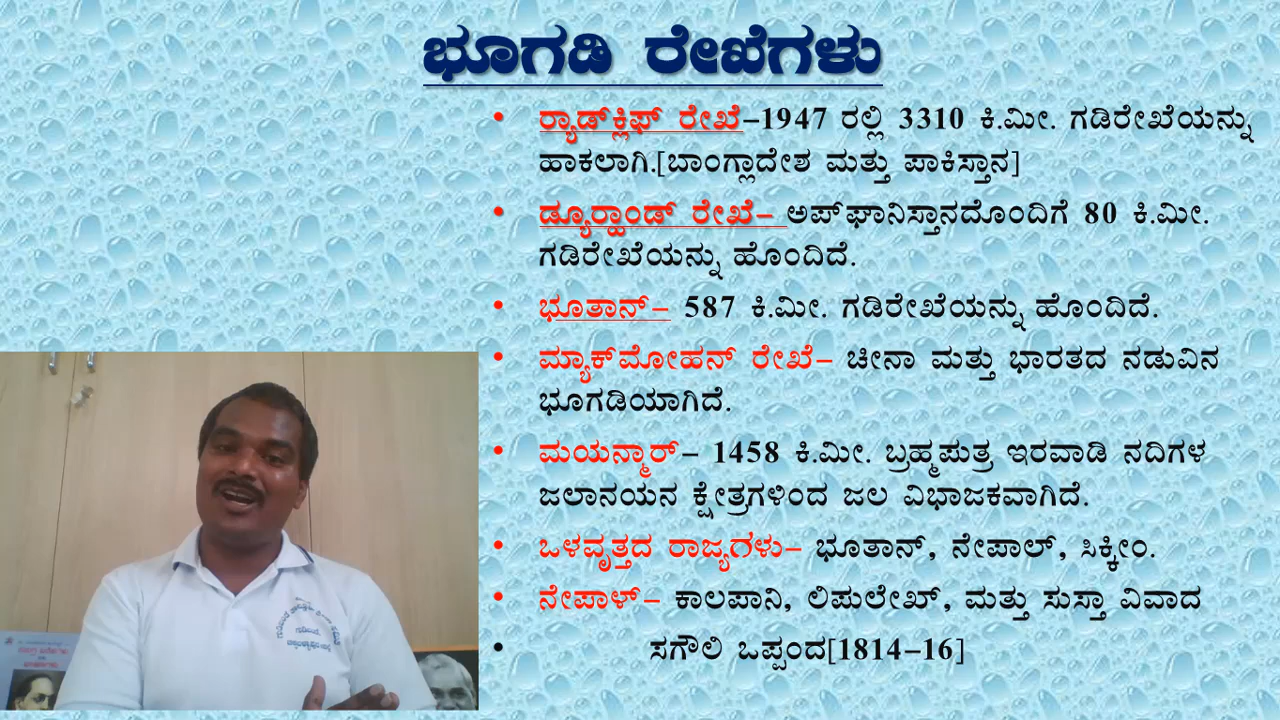 ಭೂಗಡಿ ರೇಖೆಗಳು
• ರ‍್ಯಾಡ್‌ಕ್ಲಿಫ್ ರೇಖೆ–1947 ರಲ್ಲಿ 3310 ಕಿ.ಮೀ. ಗಡಿರೇಖೆಯನ್ನು
ಹಾಕಲಾಗಿ.[ಬಾಂಗ್ಲಾದೇಶ ಮತ್ತು ಪಾಕಿಸ್ತಾನ]
• ಡ್ಯೂರ‍್ಹಾಂಡ್ ರೇಖೆ– ಅಪ್‌ಘಾನಿಸ್ತಾನದೊಂದಿಗೆ 80 ಕಿ.ಮೀ.
ಗಡಿರೇಖೆಯನ್ನು ಹೊಂದಿದೆ.
• ಭೂತಾನ್– 587 ಕಿ.ಮೀ. ಗಡಿರೇಖೆಯನ್ನು ಹೊಂದಿದೆ.
• ಮ್ಯಾಕ್‌ಮೋಹನ್ ರೇಖೆ– ಚೀನಾ ಮತ್ತು ಭಾರತದ ನಡುವಿನ
ಭೂಗಡಿಯಾಗಿದೆ.
• ಮಯನ್ಮಾರ್– 1458 ಕಿ.ಮೀ. ಬ್ರಹ್ಮಪುತ್ರ ಇರವಾಡಿ ನದಿಗಳ
ಜಲಾನಯನ ಕ್ಷೇತ್ರಗಳಿಂದ ಜಲ ವಿಭಾಜಕವಾಗಿದೆ.
• ಒಳವೃತ್ತದ ರಾಜ್ಯಗಳು– ಭೂತಾನ್, ನೇಪಾಲ್, ಸಿಕ್ಕೀಂ.
• ನೇಪಾಳ್– ಕಾಲಪಾನಿ, ಲಿಪುಲೇಖ್, ಮತ್ತು ಸುಸ್ತಾ ವಿವಾದ
• ಸಗೌಲಿ ಒಪ್ಪಂದ[1814–16]